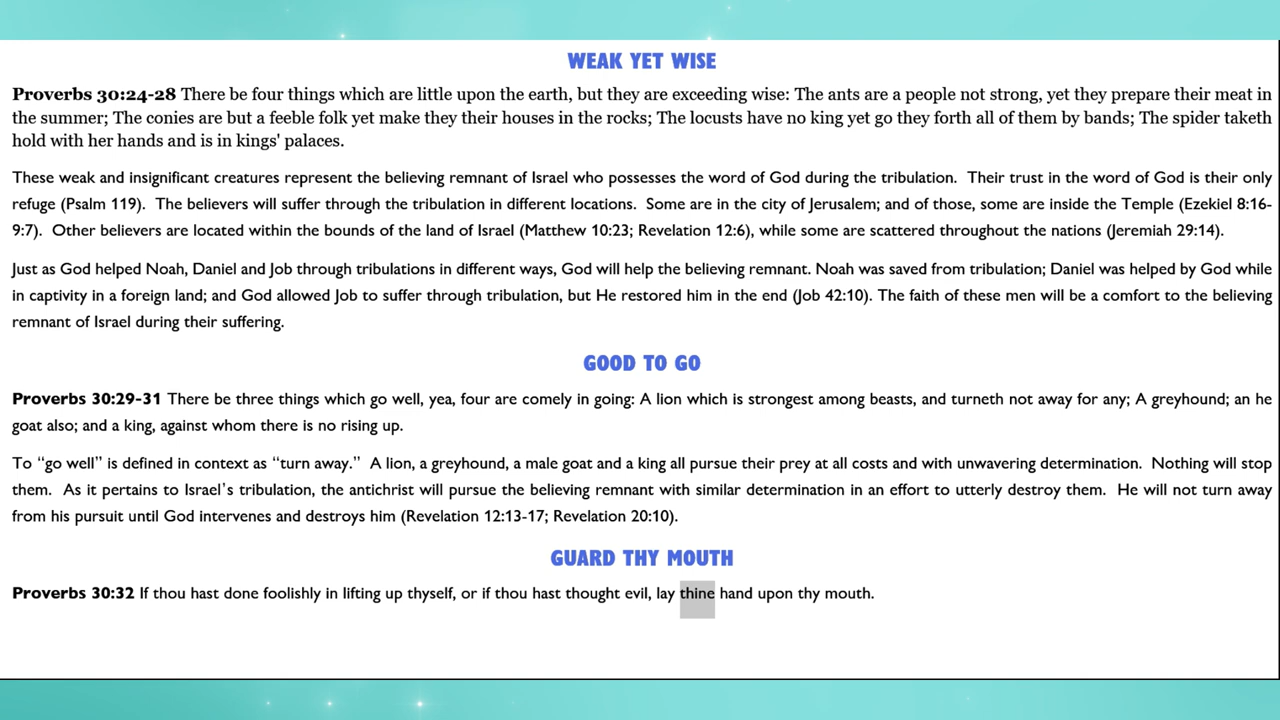 WEAK YET WISE
Proverbs 30:24-28 There be four things which are little upon the earth, but they are exceeding wise: The ants are a people not strong, yet they prepare their meat in
the summer; The conies are but a feeble folk yet make they their houses in the rocks; The locusts have no king yet go they forth all of them by bands; The spider taketh
hold with her hands and is in kings' palaces.
These weak and insignificant creatures represent the believing remnant of Israel who possesses the word of God during the tribulation. Their trust in the word of God is their only
refuge (Psalm 119). The believers will suffer through the tribulation in different locations. Some are in the city of Jerusalem; and of those, some are inside the Temple (Ezekiel 8:16-
9:7). Other believers are located within the bounds of the land of Israel (Matthew 10:23; Revelation 12:6), while some are scattered throughout the nations (Jeremiah 29:14).
Just as God helped Noah, Daniel and Job through tribulations in different ways, God will help the believing remnant. Noah was saved from tribulation; Daniel was helped by God while
in captivity in a foreign land; and God allowed Job to suffer through tribulation, but He restored him in the end (Job 42:10). The faith of these men will be a comfort to the believing
remnant of Israel during their suffering.
GOOD TO GO
Proverbs 30:29-31 There be three things which go well, yea, four are comely in going: A lion which is strongest among beasts, and turneth not away for any; A greyhound; an he
goat also; and a king, against whom there is no rising up.
To “go well” is defined in context as “turn away.” A lion, a greyhound, a male goat and a king all pursue their prey at all costs and with unwavering determination. Nothing will stop
them. As it pertains to Israel's tribulation, the antichrist will pursue the believing remnant with similar determination in an effort to utterly destroy them. He will not turn away
from his pursuit until God intervenes and destroys him (Revelation 12:13-17; Revelation 20:10).
GUARD THY MOUTH
Proverbs 30:32 If thou hast done foolishly in lifting up thyself, or if thou hast thought evil, lay thine hand upon thy mouth.